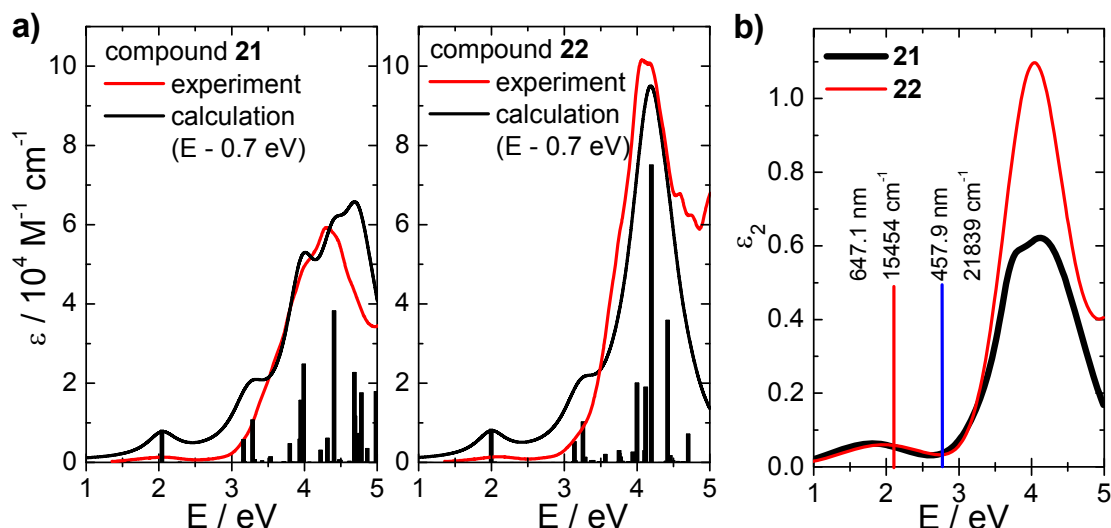 a)
compound 21
experiment
calculation
(E - 0.7 eV)
10
8
6
4
2
0
ε / 10⁴ M⁻¹ cm⁻¹
1 2 3 4 5
E / eV
compound 22
experiment
calculation
(E - 0.7 eV)
10
8
6
4
2
0
1 2 3 4 5
E / eV
b)
21
22
1.0
0.8
0.6
0.4
0.2
0.0
ε₂
647.1 nm
15454 cm⁻¹
457.9 nm
21839 cm⁻¹
1 2 3 4 5
E / eV